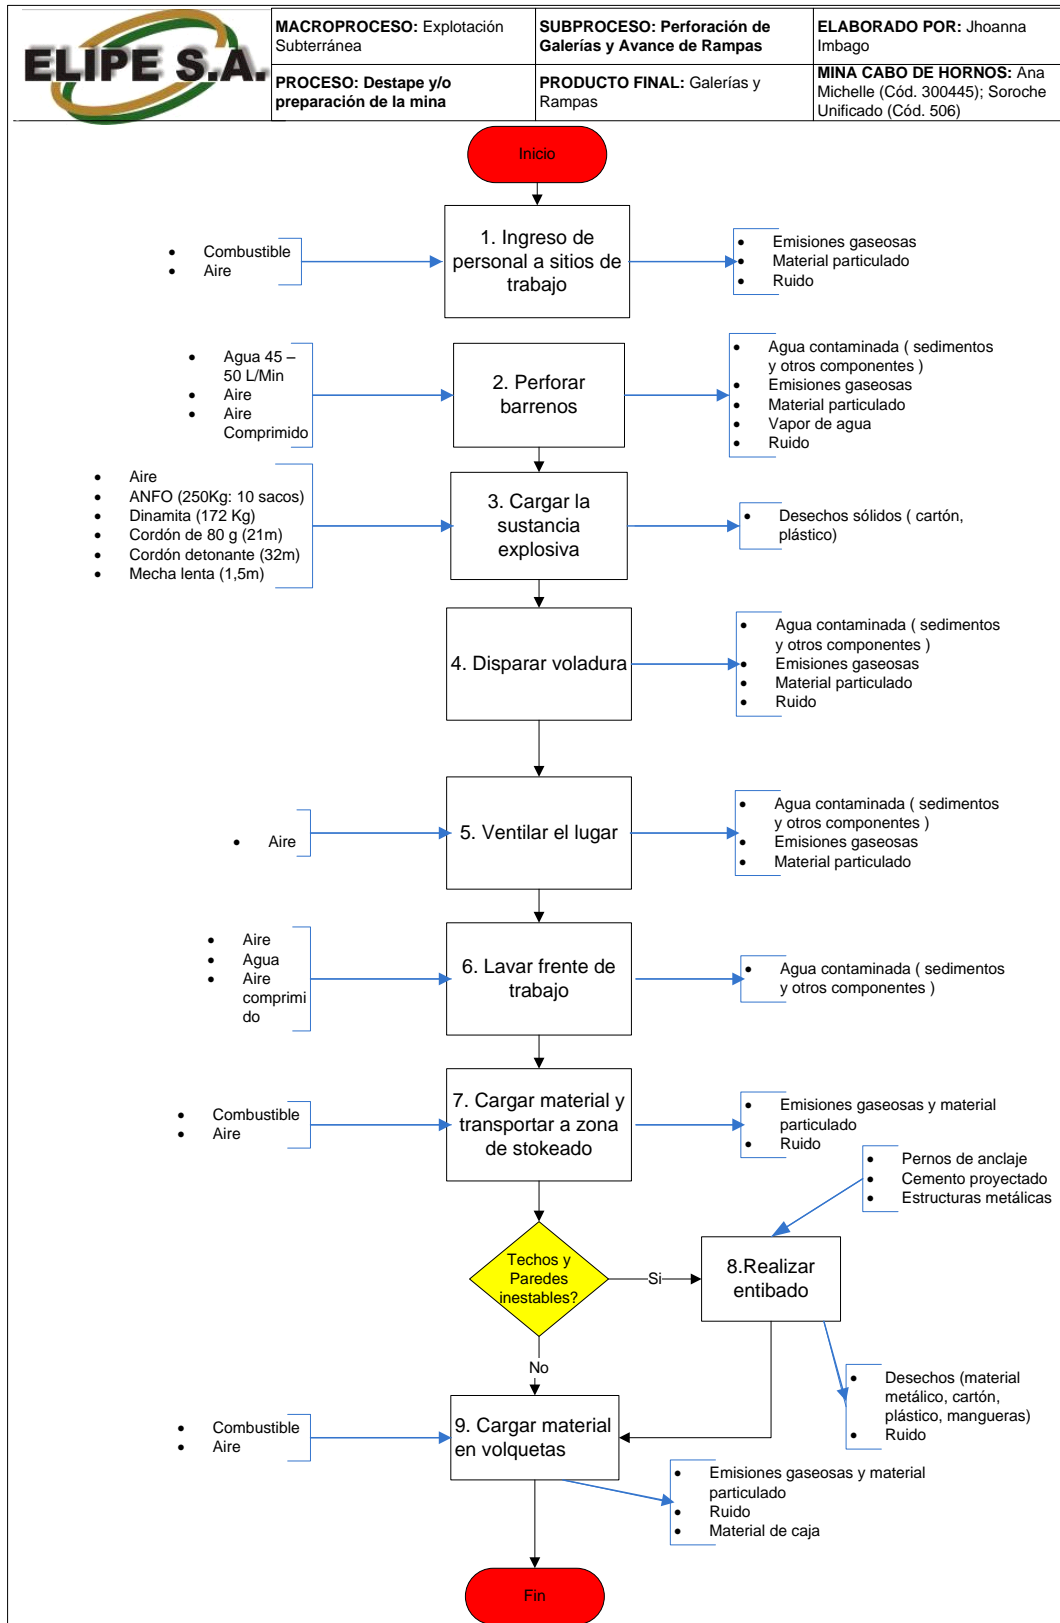 ELIPE S.A.
MACROPROCESO: Explotación
Subterránea
SUBPROCESO: Perforación de
Galerías y Avance de Rampas
ELABORADO POR: Jhoanna
Imbago
PROCESO: Destape y/o
preparación de la mina
PRODUCTO FINAL: Galerías y
Rampas
MINA CABO DE HORNOS: Ana
Michelle (Cód. 300445); Soroche
Unificado (Cód. 506)
Inicio
• Combustible
• Aire
1. Ingreso de
personal a sitios de
trabajo
• Emisiones gaseosas
• Material particulado
• Ruido
• Agua 45 –
50 L/Min
• Aire
• Aire
Comprimido
2. Perforar
barrenos
• Agua contaminada ( sedimentos
y otros componentes )
• Emisiones gaseosas
• Material particulado
• Vapor de agua
• Ruido
• Aire
• ANFO (250Kg: 10 sacos)
• Dinamita (172 Kg)
• Cordón de 80 g (21m)
• Cordón detonante (32m)
• Mecha lenta (1,5m)
3. Cargar la
sustancia
explosiva
• Desechos sólidos ( cartón,
plástico)
4. Disparar voladura
• Agua contaminada ( sedimentos
y otros componentes )
• Emisiones gaseosas
• Material particulado
• Ruido
• Aire
5. Ventilar el lugar
• Agua contaminada ( sedimentos
y otros componentes )
• Emisiones gaseosas
• Material particulado
• Aire
• Agua
• Aire
comprimi
do
6. Lavar frente de
trabajo
• Agua contaminada ( sedimentos
y otros componentes )
• Combustible
• Aire
7. Cargar material y
transportar a zona
de stokeado
• Emisiones gaseosas y material
particulado
• Ruido
• Pernos de anclaje
• Cemento proyectado
• Estructuras metálicas
Techos y
Paredes
inestables?
Si
8.Realizar
entibado
No
• Desechos (material
metálico, cartón,
plástico, mangueras)
• Ruido
• Combustible
• Aire
9. Cargar material
en volquetas
• Emisiones gaseosas y material
particulado
• Ruido
• Material de caja
Fin